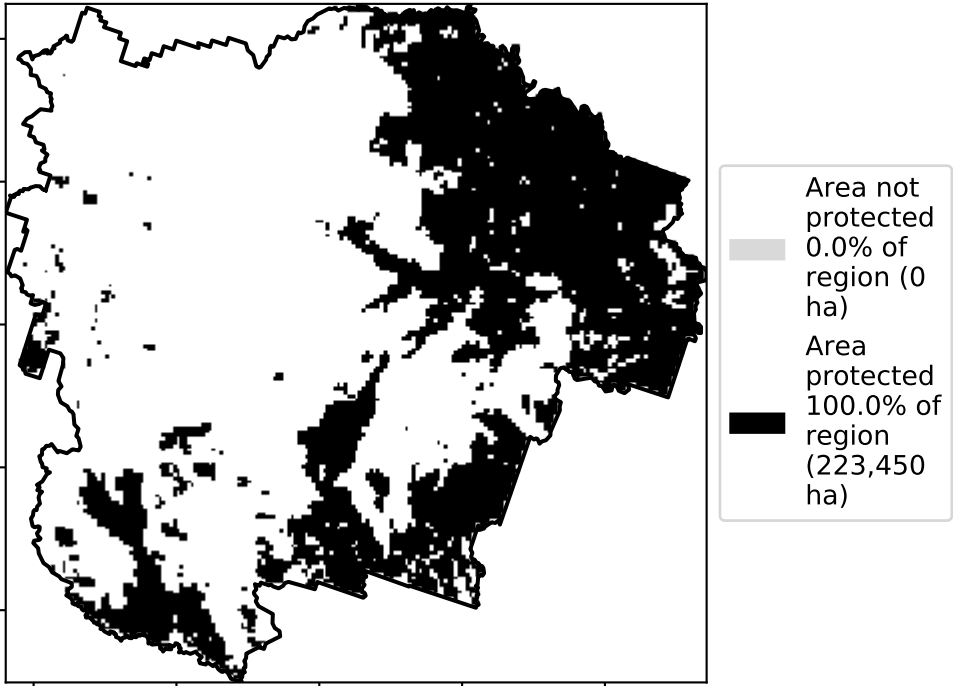 Area not
protected
0.0% of
region (0
ha)
Area
protected
100.0% of
region
(223,450
ha)